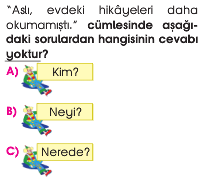 "Aslı, evdeki hikâyeleri daha
okumamıştı." cümlesinde aşağı-
daki sorulardan hangisinin cevabı
yoktur?
A) Kim?
B) Neyi?
C) Nerede?